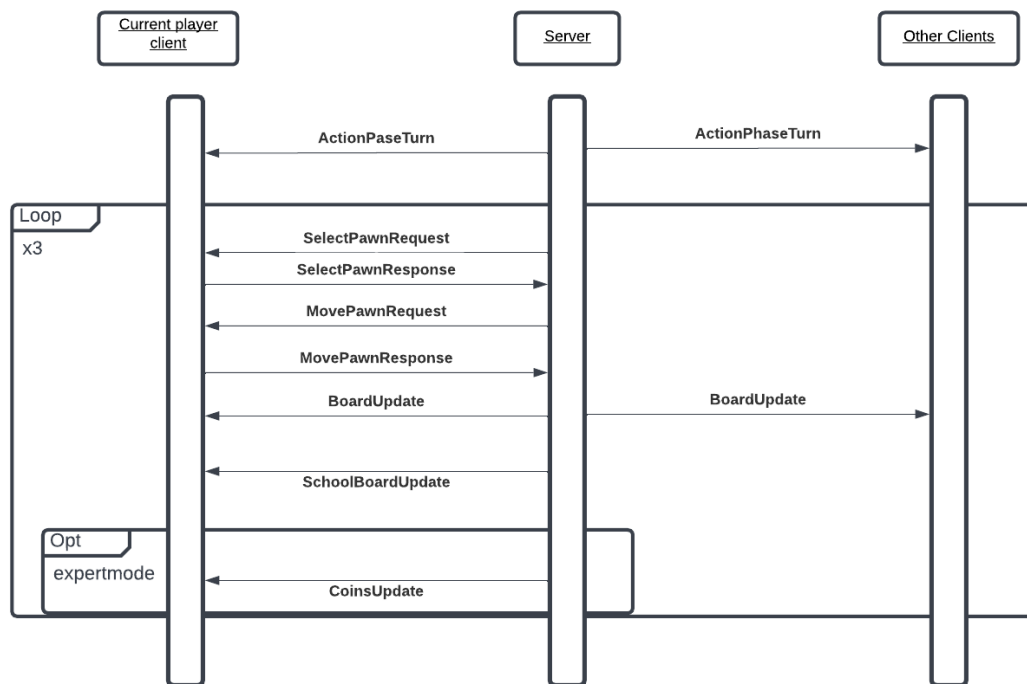 Current player
client
Server
Other Clients
ActionPaseTurn
ActionPhaseTurn
Loop
x3
SelectPawnRequest
SelectPawnResponse
MovePawnRequest
MovePawnResponse
BoardUpdate
BoardUpdate
SchoolBoardUpdate
Opt
expertmode
CoinsUpdate